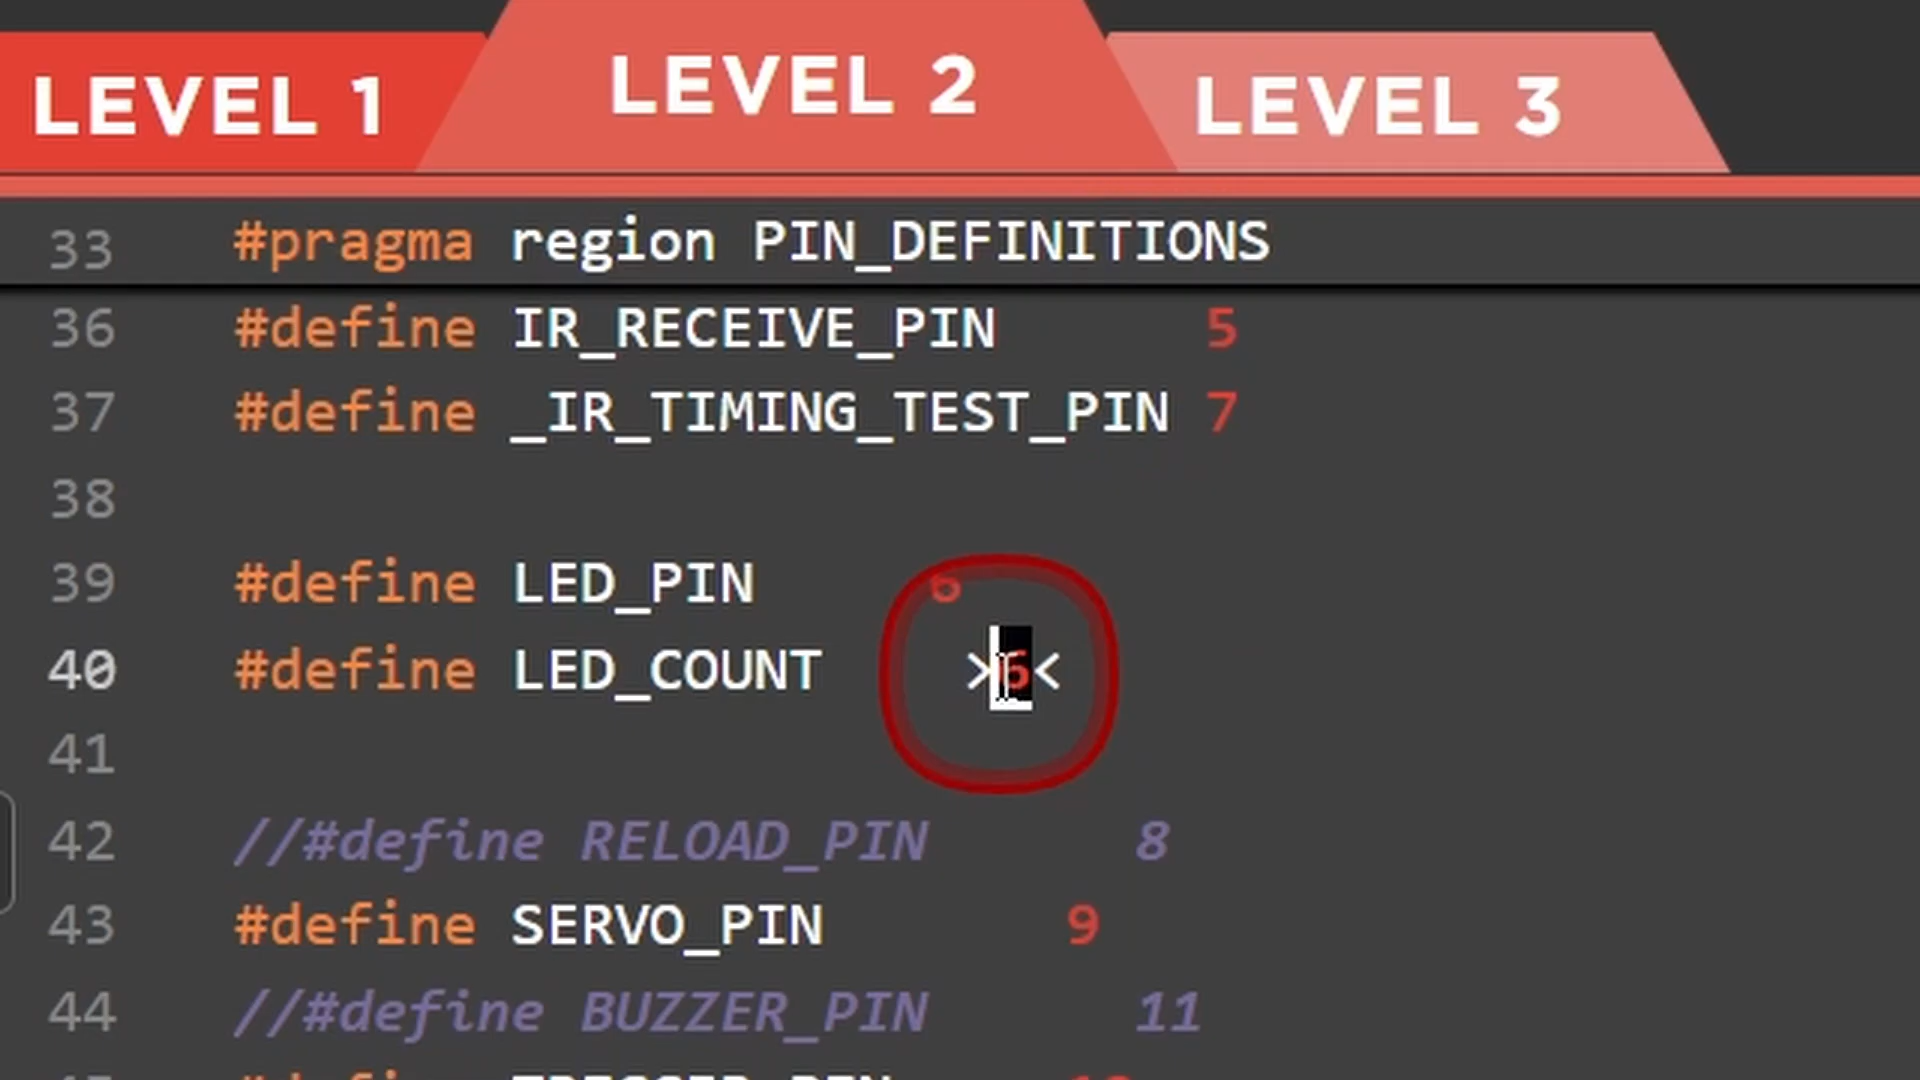 LEVEL 1 LEVEL 2 LEVEL 3
33 #pragma region PIN_DEFINITIONS
36 #define IR_RECEIVE_PIN 5
37 #define _IR_TIMING_TEST_PIN 7
38
39 #define LED_PIN 6
40 #define LED_COUNT >6<
41
42 //#define RELOAD_PIN 8
43 #define SERVO_PIN 9
44 //#define BUZZER_PIN 11